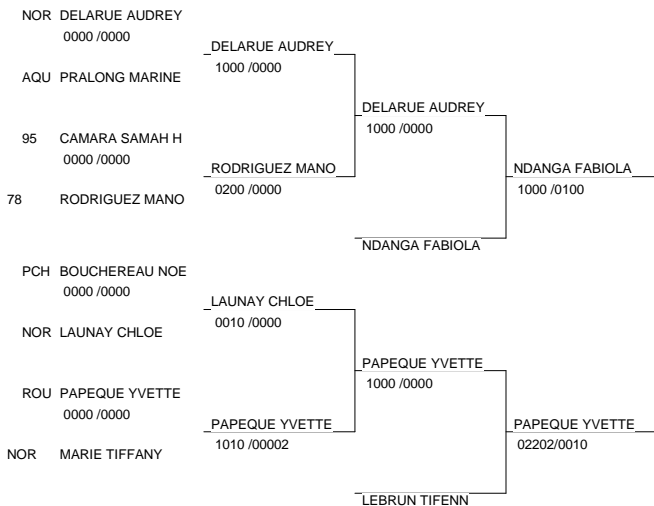 NOR DELARUE AUDREY
0000 /0000
AQU PRALONG MARINE
95 CAMARA SAMAH H
0000 /0000
78 RODRIGUEZ MANO
PCH BOUCHEREAU NOE
0000 /0000
NOR LAUNAY CHLOE
ROU PAPEQUE YVETTE
0000 /0000
NOR MARIE TIFFANY
DELARUE AUDREY
1000 /0000
RODRIGUEZ MANO
0200 /0000
LAUNAY CHLOE
0010 /0000
PAPEQUE YVETTE
1010 /00002
DELARUE AUDREY
1000 /0000
NDANGA FABIOLA
PAPEQUE YVETTE
1000 /0000
LEBRUN TIFENN
NDANGA FABIOLA
1000 /0100
PAPEQUE YVETTE
02202/0010